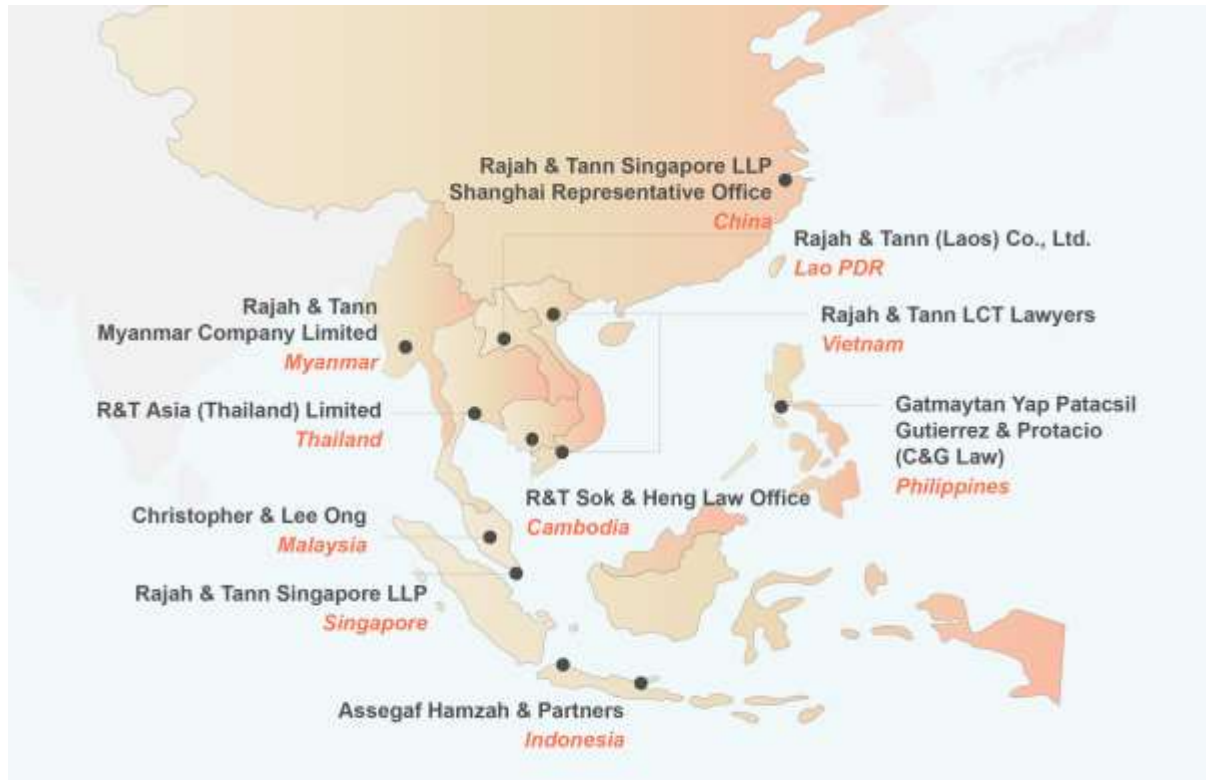 Rajah & Tann Singapore LLP
Shanghai Representative Office
China
Rajah & Tann (Laos) Co., Ltd.
Lao PDR
Rajah & Tann
Myanmar Company Limited
Myanmar
Rajah & Tann LCT Lawyers
Vietnam
R&T Asia (Thailand) Limited
Thailand
Gatmaytan Yap Patacsil
Gutierrez & Protacio
(C&G Law)
Philippines
R&T Sok & Heng Law Office
Cambodia
Christopher & Lee Ong
Malaysia
Rajah & Tann Singapore LLP
Singapore
Assegaf Hamzah & Partners
Indonesia